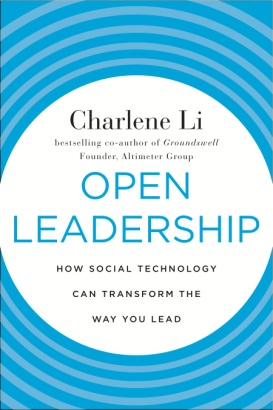 Charlene Li
bestselling co-author of Groundswell
Founder, Altimeter Group
OPEN
LEADERSHIP
HOW SOCIAL TECHNOLOGY
CAN TRANSFORM THE
WAY YOU LEAD